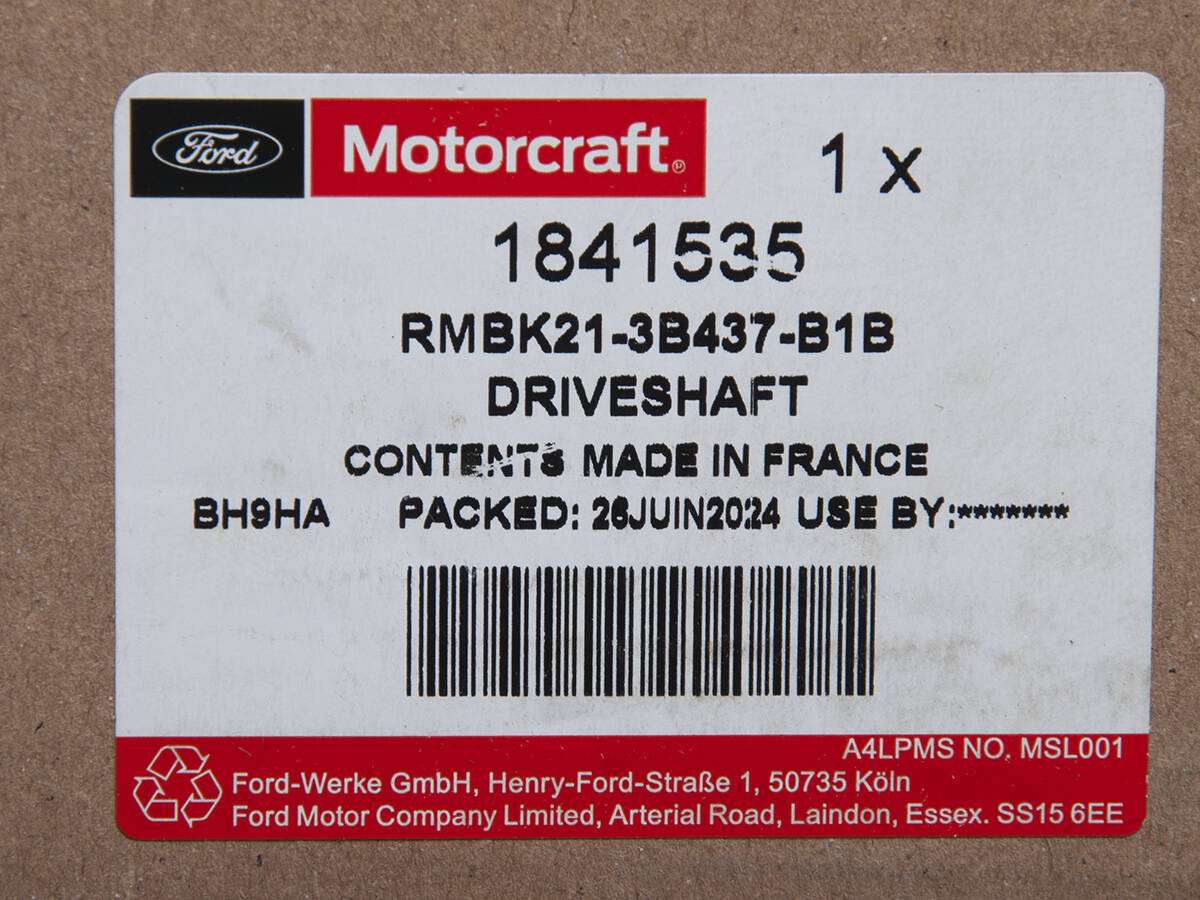 Ford Motorcraft® 1 x
1841535
RMBK21-3B437-B1B
DRIVESHAFT
CONTENTS MADE IN FRANCE
BH9HA PACKED: 26JUIN2024 USE BY:*******
A4LPMS NO. MSL001
Ford-Werke GmbH, Henry-Ford-Straße 1, 50735 Köln
Ford Motor Company Limited, Arterial Road, Laindon, Essex. SS15 6EE